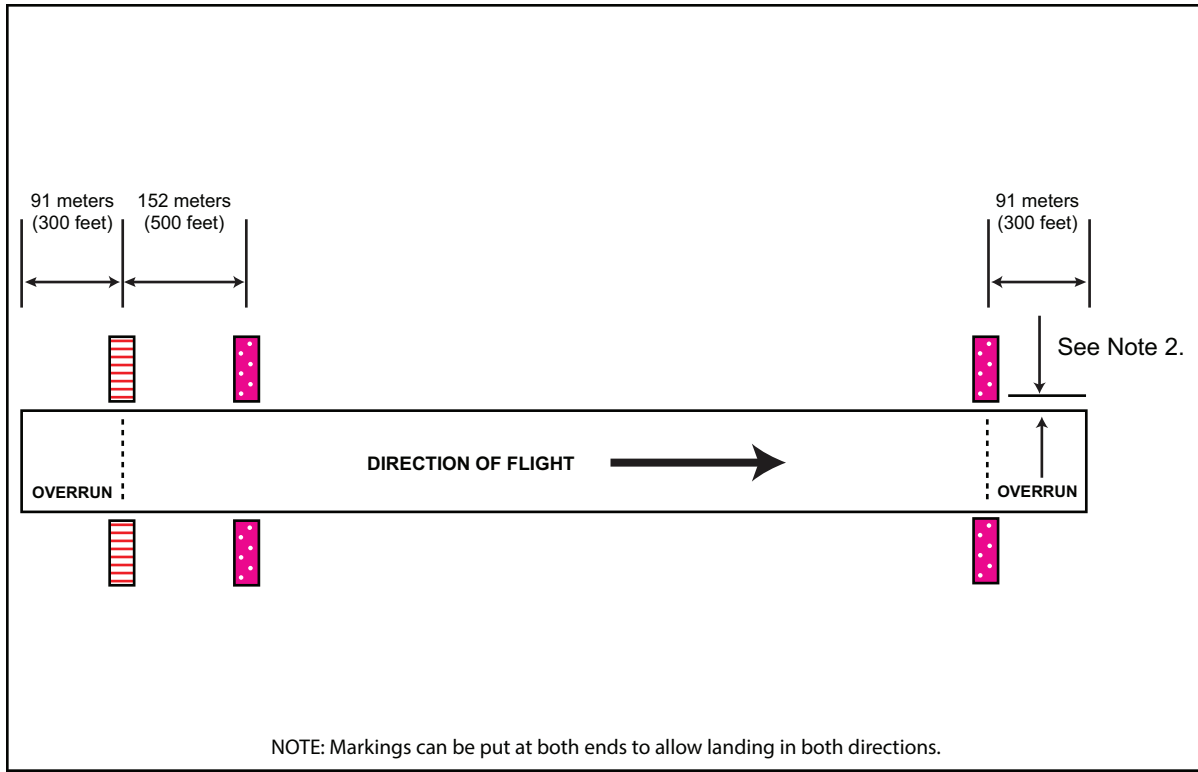 91 meters
(300 feet)
152 meters
(500 feet)
91 meters
(300 feet)
See Note 2.
DIRECTION OF FLIGHT
OVERRUN
OVERRUN
NOTE: Markings can be put at both ends to allow landing in both directions.